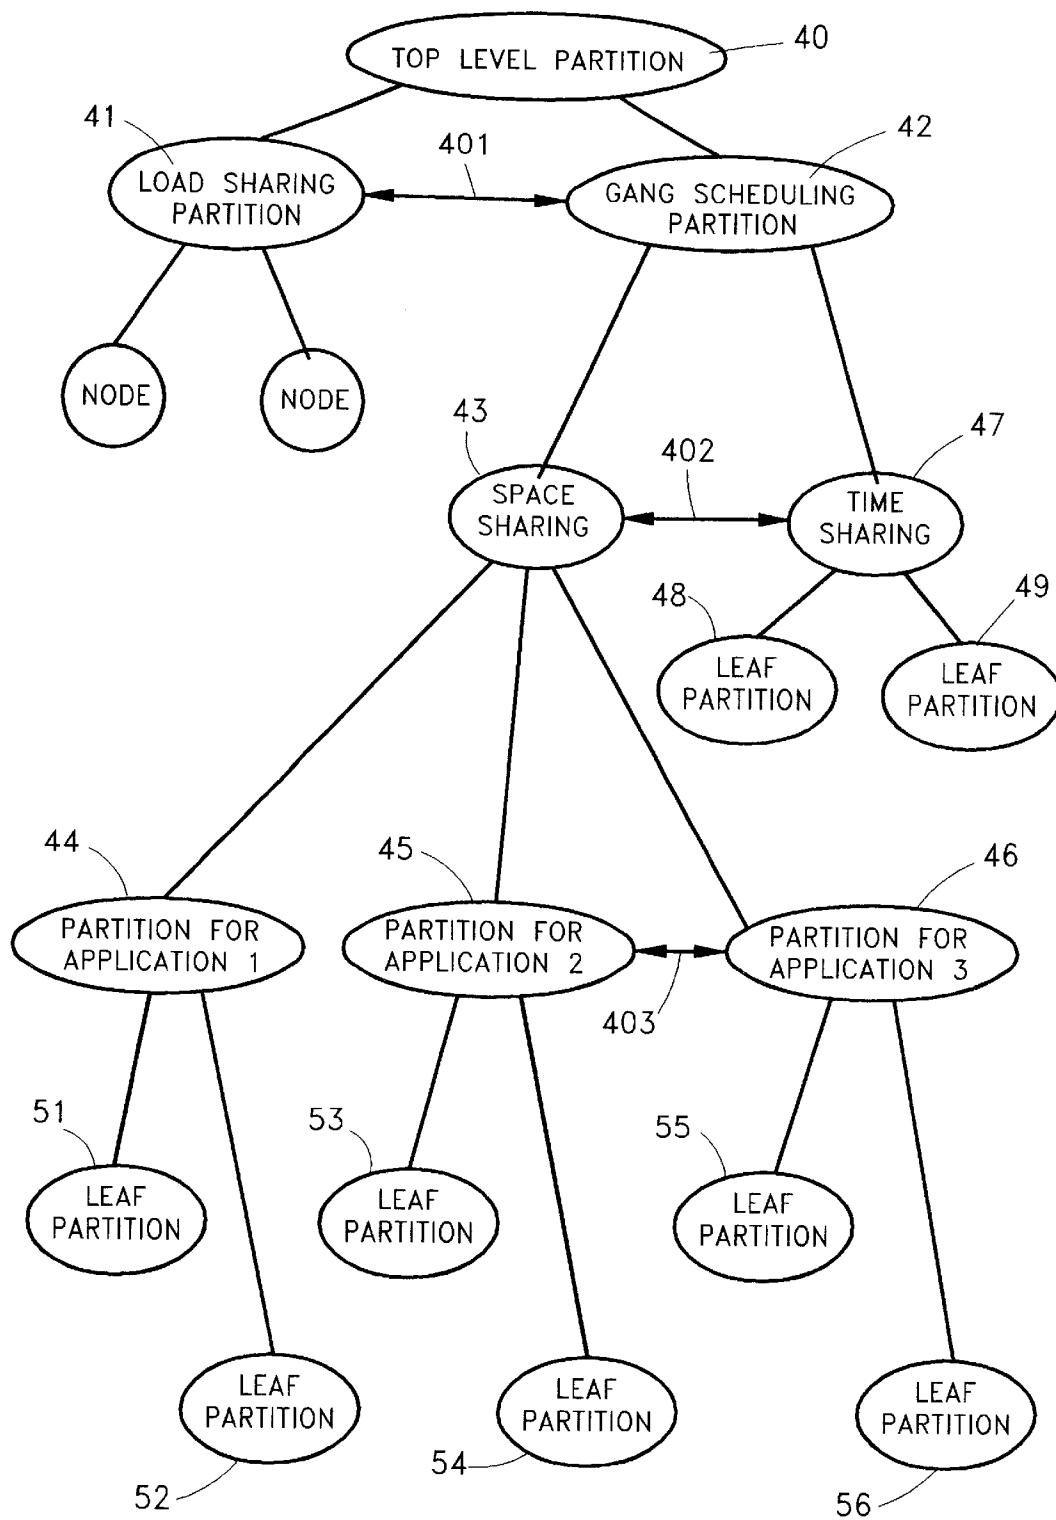 40
TOP LEVEL PARTITION
41
401
42
LOAD SHARING
PARTITION
GANG SCHEDULING
PARTITION
NODE
NODE
43
402
47
SPACE
SHARING
TIME
SHARING
48
49
LEAF
PARTITION
LEAF
PARTITION
44
45
46
PARTITION FOR
APPLICATION 1
PARTITION FOR
APPLICATION 2
PARTITION FOR
APPLICATION 3
403
51
53
55
LEAF
PARTITION
LEAF
PARTITION
LEAF
PARTITION
LEAF
PARTITION
LEAF
PARTITION
LEAF
PARTITION
52
54
56